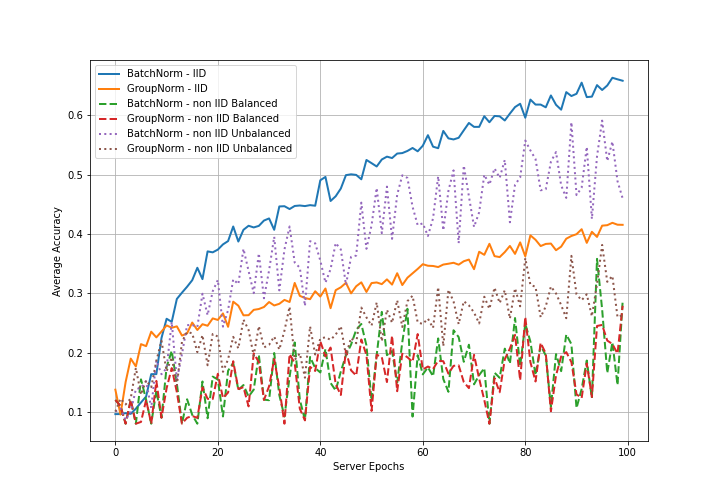 BatchNorm - IID
GroupNorm - IID
BatchNorm - non IID Balanced
GroupNorm - non IID Balanced
BatchNorm - non IID Unbalanced
GroupNorm - non IID Unbalanced
0.6
0.5
0.4
0.3
0.2
0.1
Average Accuracy
0 20 40 60 80 100
Server Epochs